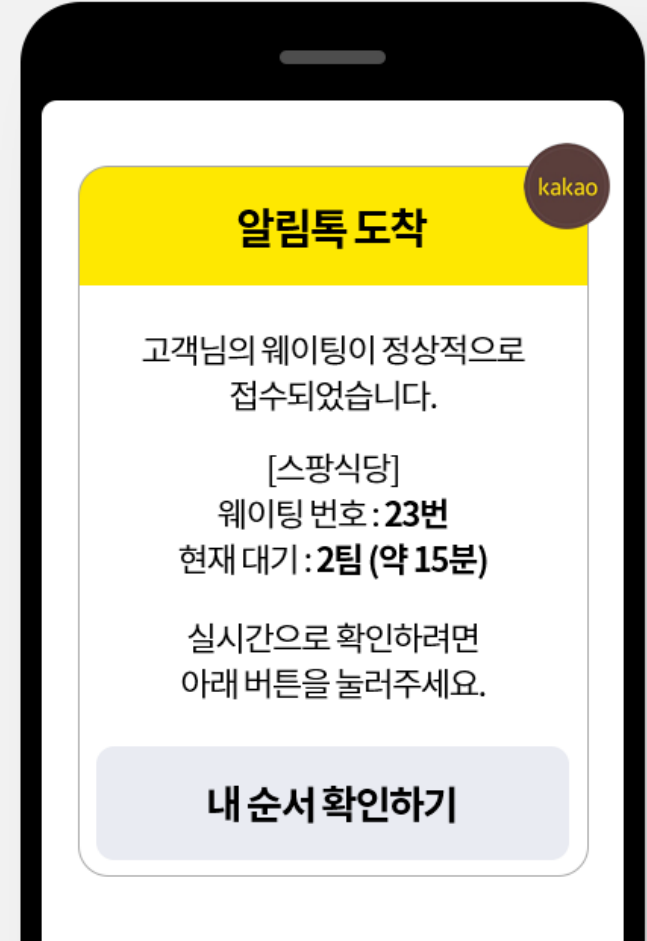 kakao
알림톡 도착
고객님의 웨이팅이 정상적으로
접수되었습니다.
[스팡식당]
웨이팅 번호 : 23번
현재 대기 : 2팀 (약 15분)
실시간으로 확인하려면
아래 버튼을 눌러주세요.
내 순서 확인하기